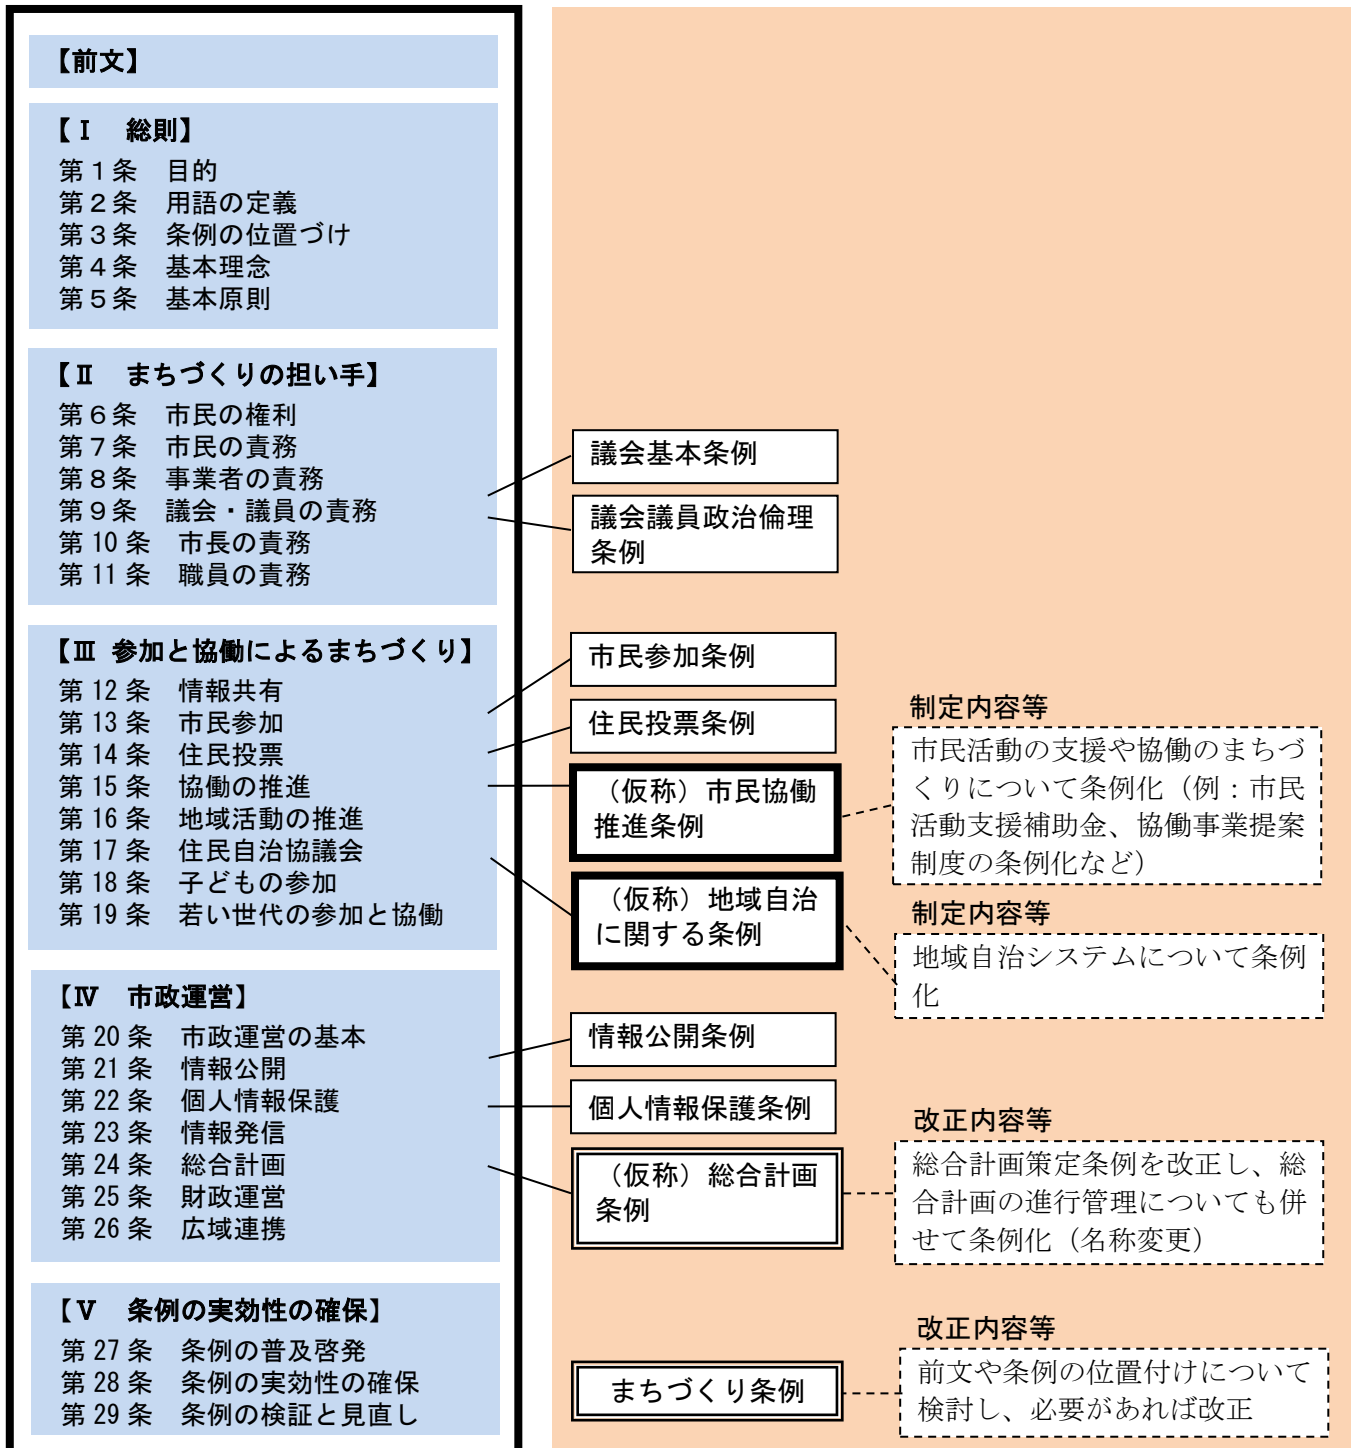 【前文】
【Ⅰ　総則】
第１条　目的
第２条　用語の定義
第３条　条例の位置づけ
第４条　基本理念
第５条　基本原則
【Ⅱ　まちづくりの担い手】
第６条　市民の権利
第７条　市民の責務
第８条　事業者の責務
第９条　議会・議員の責務
第 10 条　市長の責務
第 11 条　職員の責務
議会基本条例
議会議員政治倫理
条例
【Ⅲ 参加と協働によるまちづくり】
第 12 条　情報共有
第 13 条　市民参加
第 14 条　住民投票
第 15 条　協働の推進
第 16 条　地域活動の推進
第 17 条　住民自治協議会
第 18 条　子どもの参加
第 19 条　若い世代の参加と協働
市民参加条例
住民投票条例
（仮称）市民協働
推進条例
（仮称）地域自治
に関する条例
制定内容等
市民活動の支援や協働のまちづ
くりについて条例化（例：市民
活動支援補助金、協働事業提案
制度の条例化など）
制定内容等
地域自治システムについて条例
化
【Ⅳ　市政運営】
第 20 条　市政運営の基本
第 21 条　情報公開
第 22 条　個人情報保護
第 23 条　情報発信
第 24 条　総合計画
第 25 条　財政運営
第 26 条　広域連携
情報公開条例
個人情報保護条例
（仮称）総合計画
条例
改正内容等
総合計画策定条例を改正し、総
合計画の進行管理についても併
せて条例化（名称変更）
【Ⅴ　条例の実効性の確保】
第 27 条　条例の普及啓発
第 28 条　条例の実効性の確保
第 29 条　条例の検証と見直し
まちづくり条例
改正内容等
前文や条例の位置付けについて
検討し、必要があれば改正